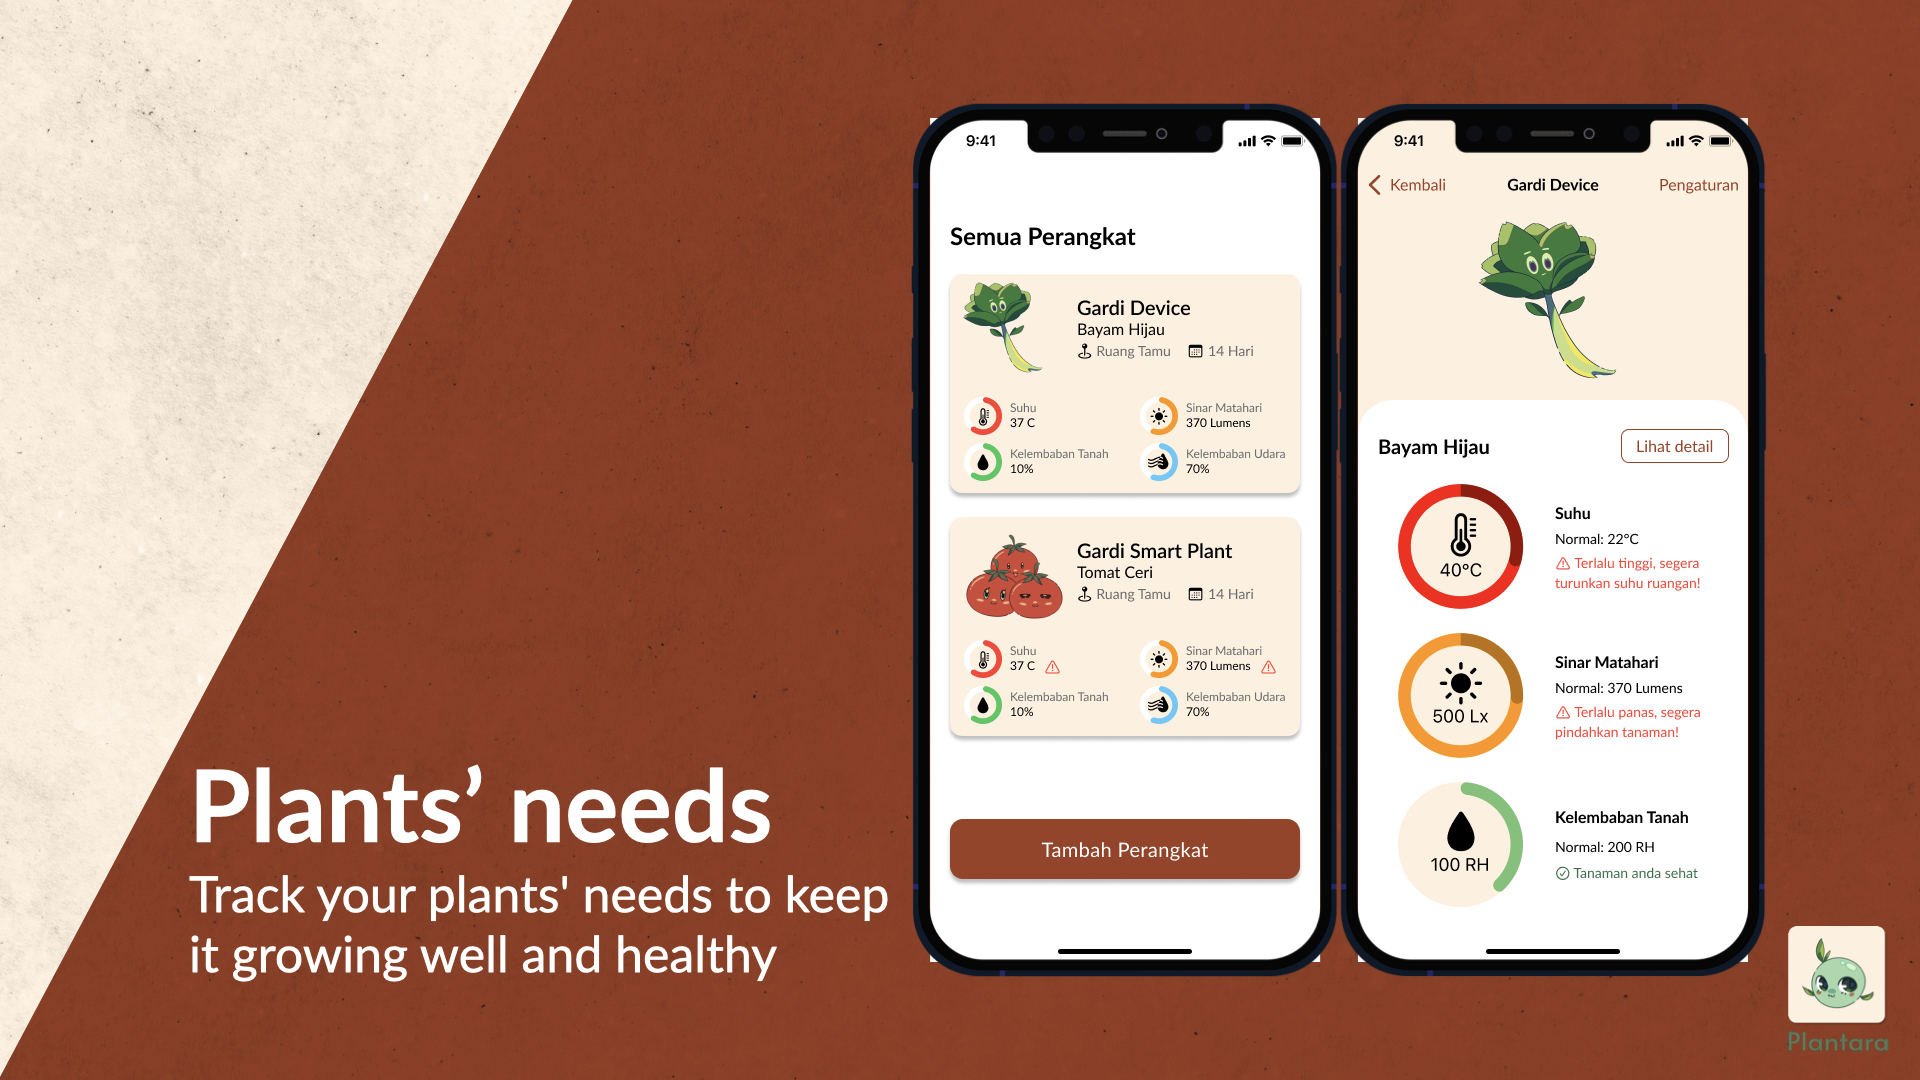 Plants’ needs
Track your plants' needs to keep
it growing well and healthy
9:41
Semua Perangkat
Gardi Device
Bayam Hijau
Ruang Tamu 14 Hari
Suhu
37 C
Sinar Matahari
370 Lumens
Kelembaban Tanah
10%
Kelembaban Udara
70%
Gardi Smart Plant
Tomat Ceri
Ruang Tamu 14 Hari
Suhu
37 C
Sinar Matahari
370 Lumens
Kelembaban Tanah
10%
Kelembaban Udara
70%
Tambah Perangkat
9:41
Kembali Gardi Device Pengaturan
Bayam Hijau Lihat detail
40°C
Suhu
Normal: 22°C
Terlalu tinggi, segera
turunkan suhu ruangan!
500 Lx
Sinar Matahari
Normal: 370 Lumens
Terlalu panas, segera
pindahkan tanaman!
100 RH
Kelembaban Tanah
Normal: 200 RH
Tanaman anda sehat
Plantara